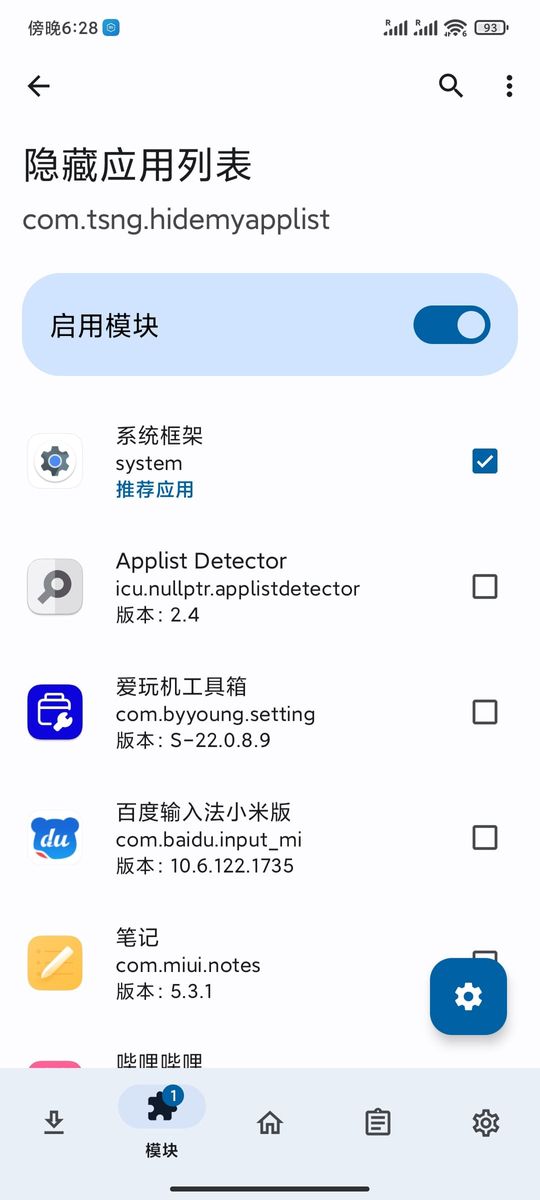 傍晚6:28
R
R
6
93
隐藏应用列表
com.tsng.hidemyapplist
启用模块
系统框架
system
推荐应用
Applist Detector
icu.nullptr.applistdetector
版本：2.4
爱玩机工具箱
com.byyoung.setting
版本：S-22.0.8.9
du
百度输入法小米版
com.baidu.input_mi
版本：10.6.122.1735
笔记
com.miui.notes
版本：5.3.1
哔哩哔哩
1
模块